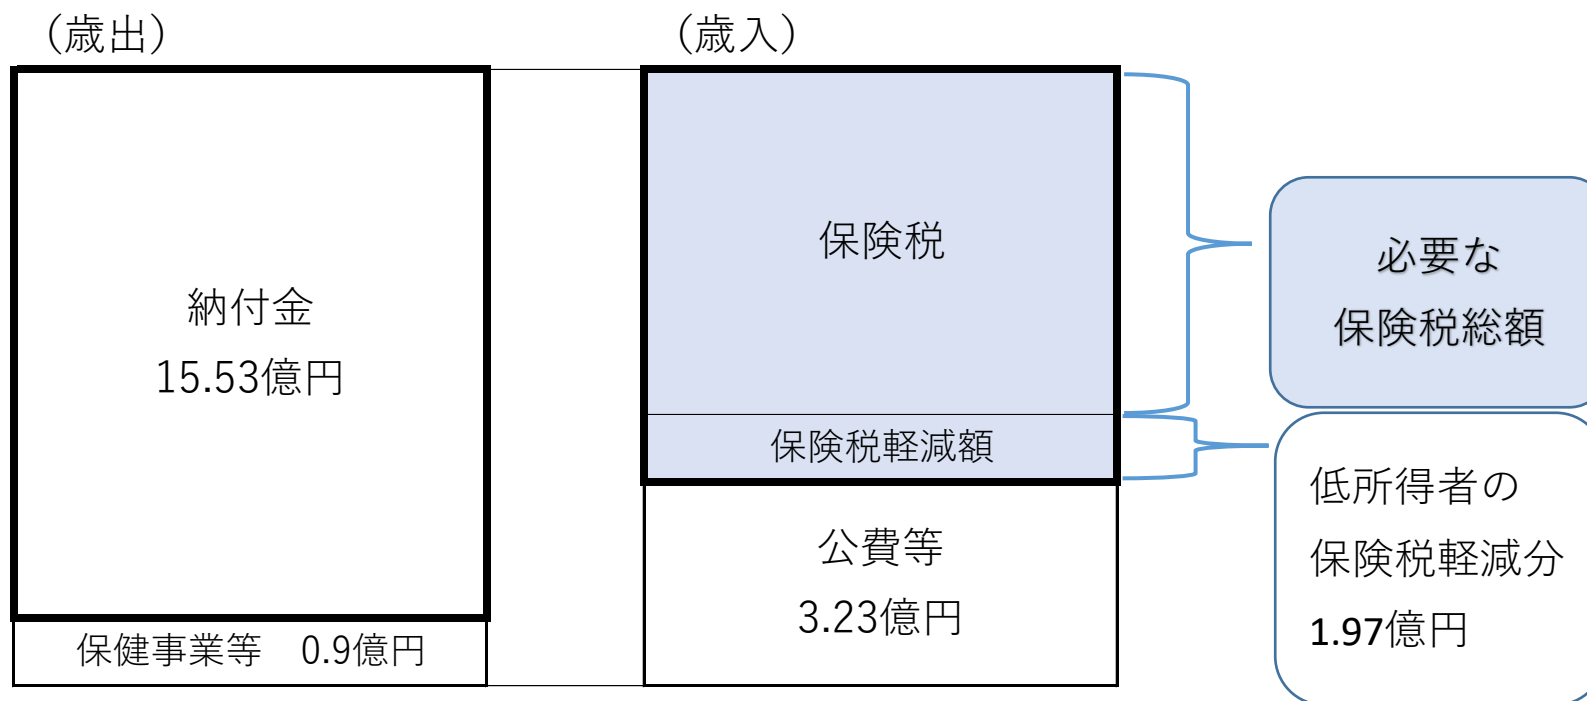 （歳出）
納付金
15.53億円
保健事業等　0.9億円
（歳入）
保険税
保険税軽減額
公費等
3.23億円
必要な
保険税総額
低所得者の
保険税軽減分
1.97億円